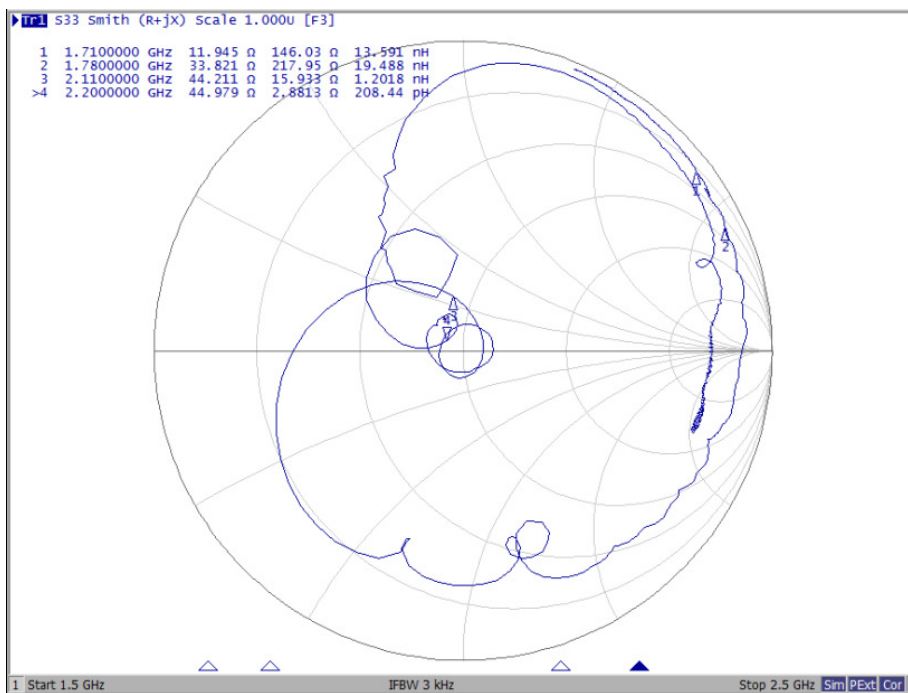 Tr1 S33 Smith (R+jX) Scale 1.000U [F3]
1 1.7100000 GHz 11.945 Ω 146.03 Ω 13.591 nH
2 1.7800000 GHz 33.821 Ω 217.95 Ω 19.488 nH
3 2.1100000 GHz 44.211 Ω 15.933 Ω 1.2018 nH
>4 2.2000000 GHz 44.979 Ω 2.8813 Ω 208.44 pH
1
2
3
1 Start 1.5 GHz IFBW 3 kHz Stop 2.5 GHz Sim PExt Cor